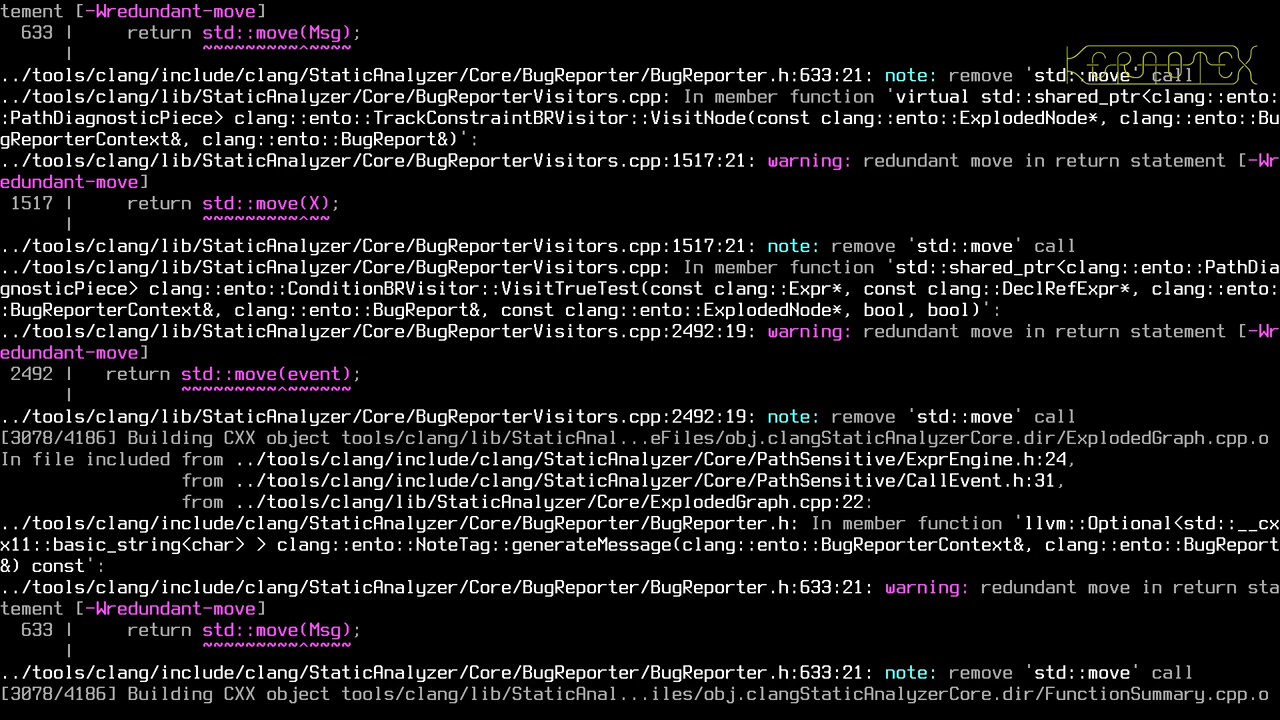 tement [-Wredundant-move]
  633 |     return std::move(Msg);
      |            ~~~~~~~~~^~~~~
../tools/clang/include/clang/StaticAnalyzer/Core/BugReporter/BugReporter.h:633:21: note: remove 'std::move' call
../tools/clang/lib/StaticAnalyzer/Core/BugReporterVisitors.cpp: In member function 'virtual std::shared_ptr<clang::ento:
:PathDiagnosticPiece> clang::ento::TrackConstraintBRVisitor::VisitNode(const clang::ento::ExplodedNode*, clang::ento::Bu
gReporterContext&, clang::ento::BugReport&)':
../tools/clang/lib/StaticAnalyzer/Core/BugReporterVisitors.cpp:1517:21: warning: redundant move in return statement [-Wr
edundant-move]
 1517 |     return std::move(X);
      |            ~~~~~~~~~^~~
../tools/clang/lib/StaticAnalyzer/Core/BugReporterVisitors.cpp:1517:21: note: remove 'std::move' call
../tools/clang/lib/StaticAnalyzer/Core/BugReporterVisitors.cpp: In member function 'std::shared_ptr<clang::ento::PathDia
gnosticPiece> clang::ento::ConditionBRVisitor::VisitTrueTest(const clang::Expr*, const clang::DeclRefExpr*, clang::ento:
:BugReporterContext&, clang::ento::BugReport&, const clang::ento::ExplodedNode*, bool, bool)':
../tools/clang/lib/StaticAnalyzer/Core/BugReporterVisitors.cpp:2492:19: warning: redundant move in return statement [-Wr
edundant-move]
 2492 |   return std::move(event);
      |          ~~~~~~~~~^~~~~~~
../tools/clang/lib/StaticAnalyzer/Core/BugReporterVisitors.cpp:2492:19: note: remove 'std::move' call
[3078/4186] Building CXX object tools/clang/lib/StaticAnal...eFiles/obj.clangStaticAnalyzerCore.dir/ExplodedGraph.cpp.o
In file included from ../tools/clang/include/clang/StaticAnalyzer/Core/PathSensitive/ExprEngine.h:24,
                 from ../tools/clang/include/clang/StaticAnalyzer/Core/PathSensitive/CallEvent.h:31,
                 from ../tools/clang/lib/StaticAnalyzer/Core/ExplodedGraph.cpp:22:
../tools/clang/include/clang/StaticAnalyzer/Core/BugReporter/BugReporter.h: In member function 'llvm::Optional<std::__cx
x11::basic_string<char> > clang::ento::NoteTag::generateMessage(clang::ento::BugReporterContext&, clang::ento::BugReport
&) const':
../tools/clang/include/clang/StaticAnalyzer/Core/BugReporter/BugReporter.h:633:21: warning: redundant move in return sta
tement [-Wredundant-move]
  633 |     return std::move(Msg);
      |            ~~~~~~~~~^~~~~
../tools/clang/include/clang/StaticAnalyzer/Core/BugReporter/BugReporter.h:633:21: note: remove 'std::move' call
[3078/4186] Building CXX object tools/clang/lib/StaticAnal...iles/obj.clangStaticAnalyzerCore.dir/FunctionSummary.cpp.o